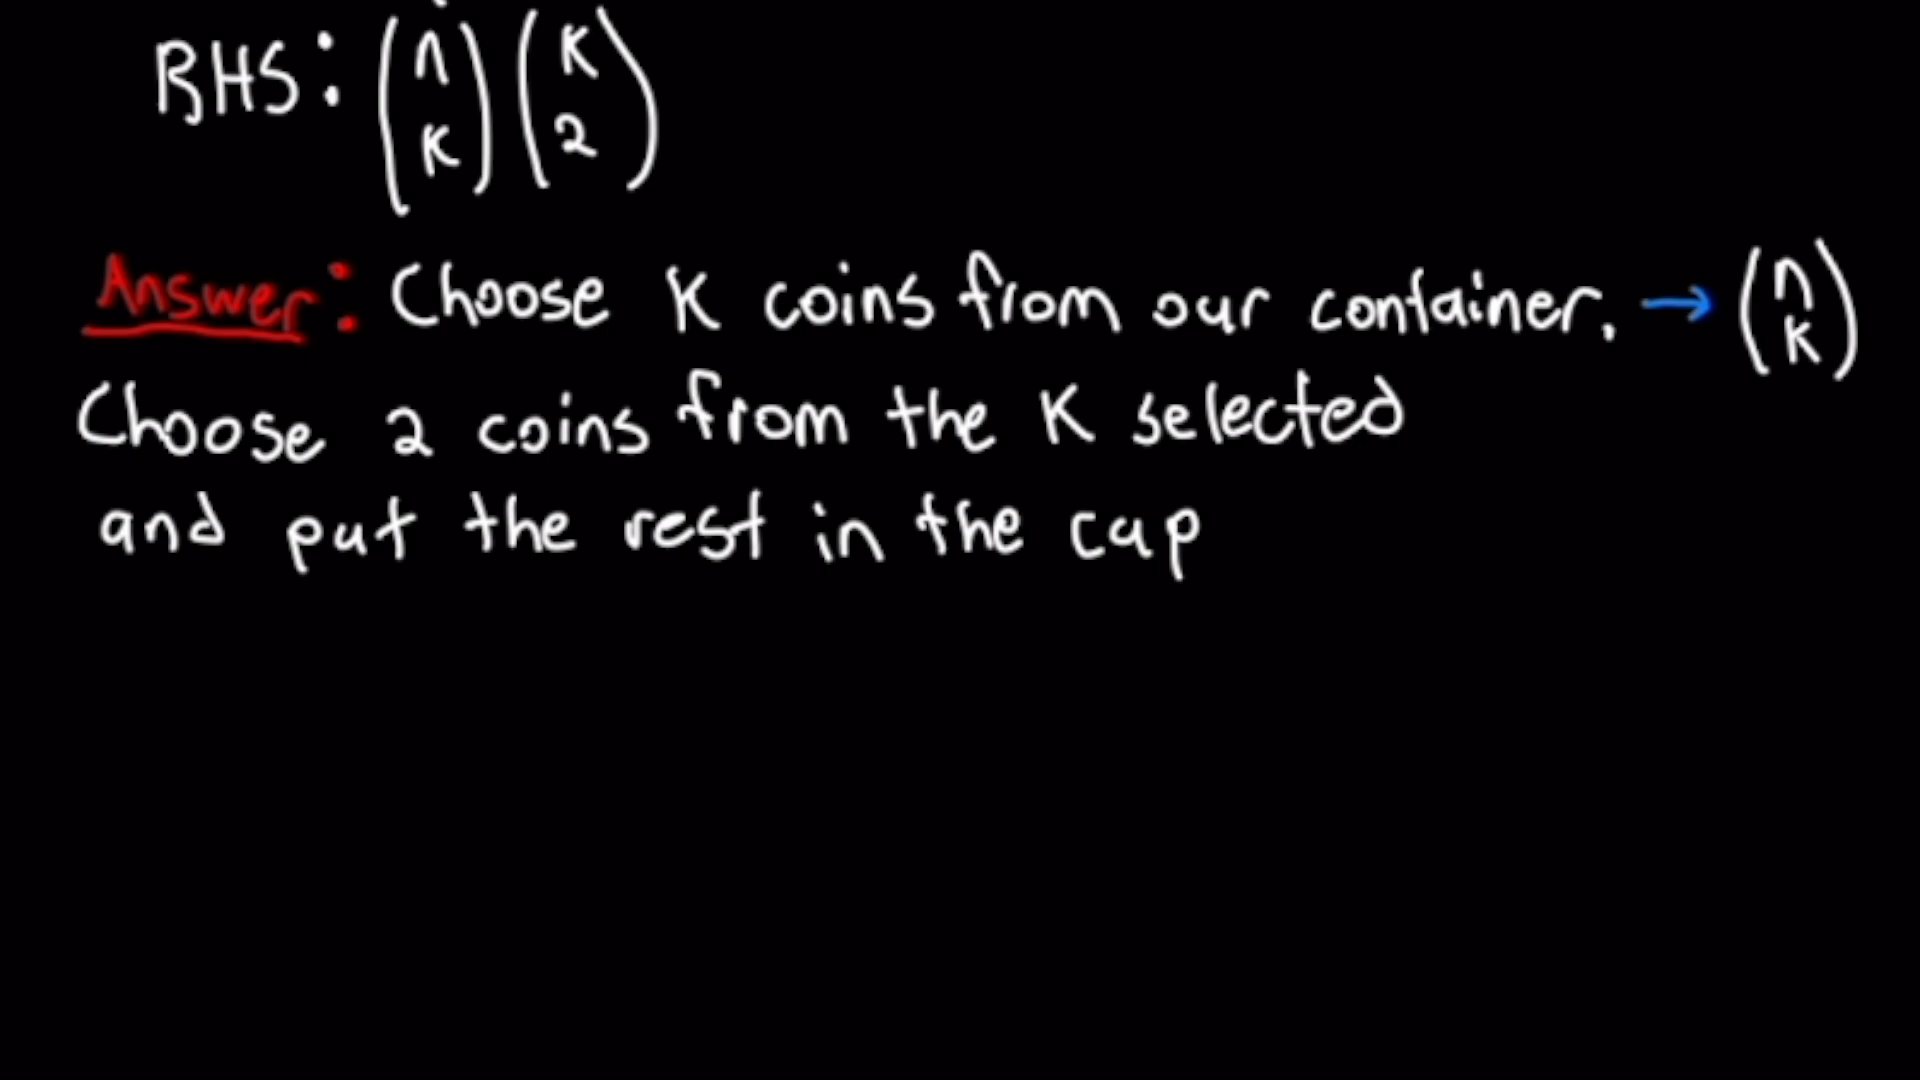 RHS: (n K) (K 2)
Answer: Choose K coins from our container. → (n K)
Choose 2 coins from the K selected
and put the rest in the cap